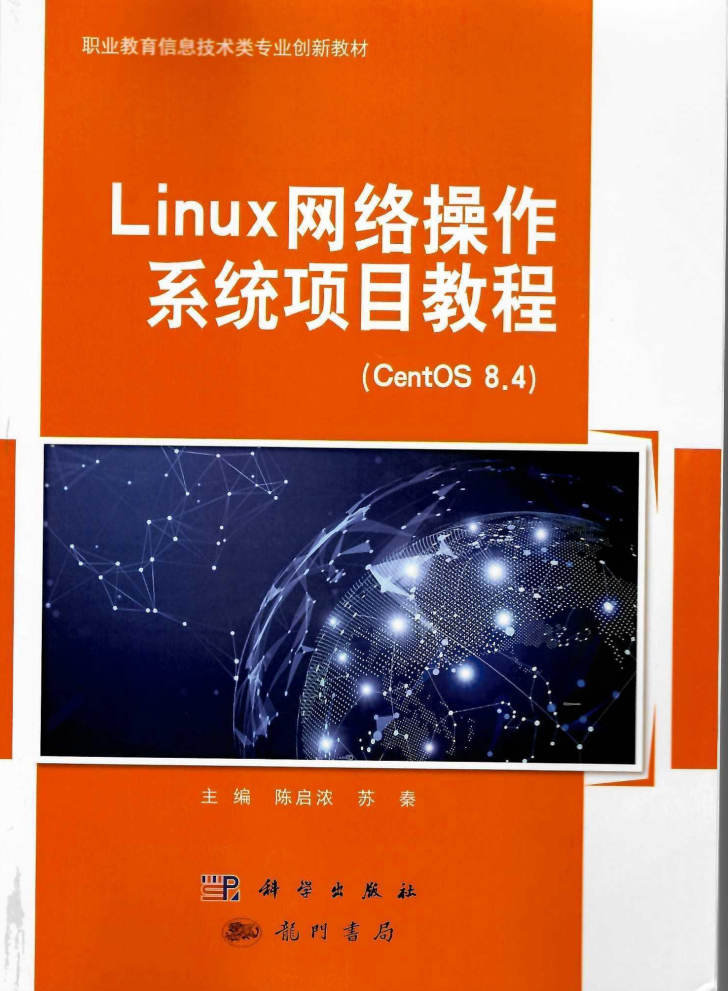 职业教育信息技术类专业创新教材
Linux网络操作
系统项目教程
(CentOS 8.4)
主 编 陈启浓 苏 秦
科学出版社
龍門書局